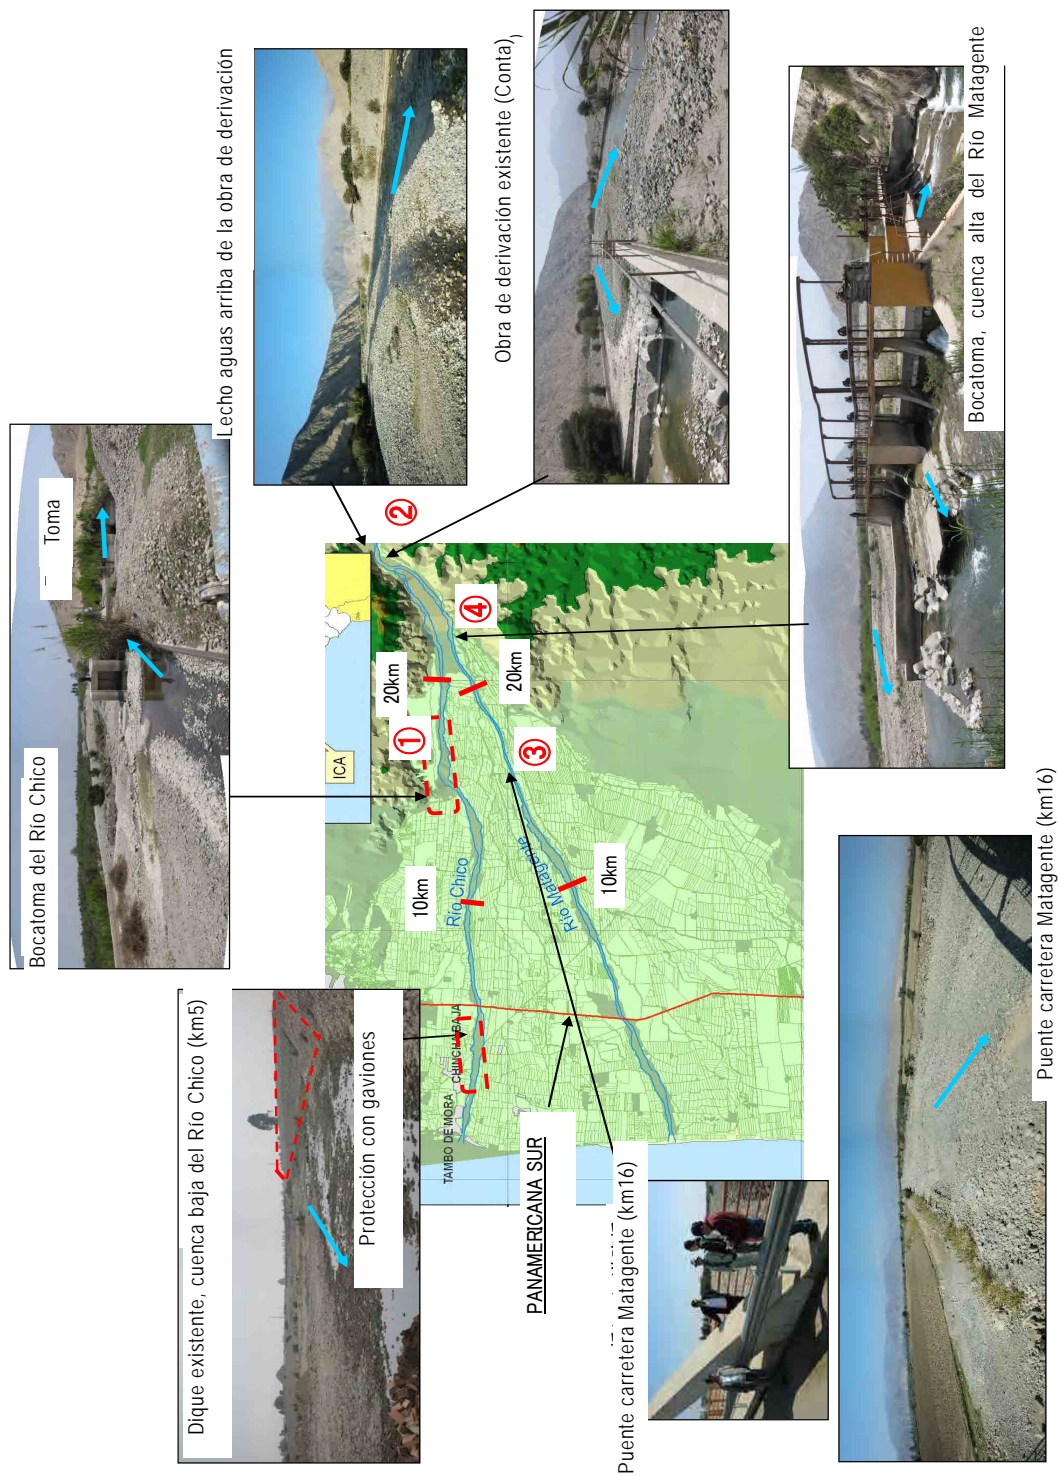 Bocatoma del Río Chico
Toma
Lecho aguas arriba de la obra de derivación
Obra de derivación existente (Conta)
Bocatoma, cuenca alta del Río Matagente
Dique existente, cuenca baja del Río Chico (km5)
Protección con gaviones
ICA
①
②
③
④
20km
20km
10km
10km
Río Chico
Río Matagente
TAMBO DE MORA
CHINCHA BAJA
PANAMERICANA SUR
Puente carretera Matagente (km16)
Puente carretera Matagente (km16)